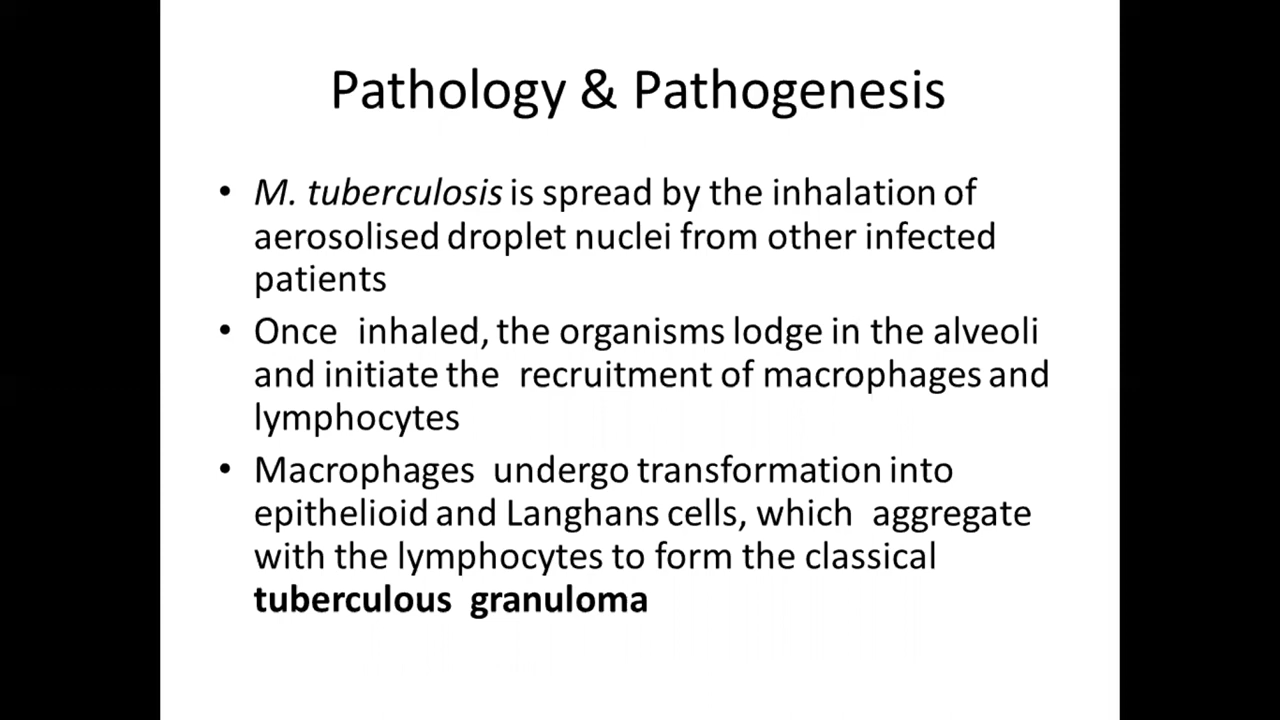 Pathology & Pathogenesis
• M. tuberculosis is spread by the inhalation of
aerosolised droplet nuclei from other infected
patients
• Once inhaled, the organisms lodge in the alveoli
and initiate the recruitment of macrophages and
lymphocytes
• Macrophages undergo transformation into
epithelioid and Langhans cells, which aggregate
with the lymphocytes to form the classical
tuberculous granuloma